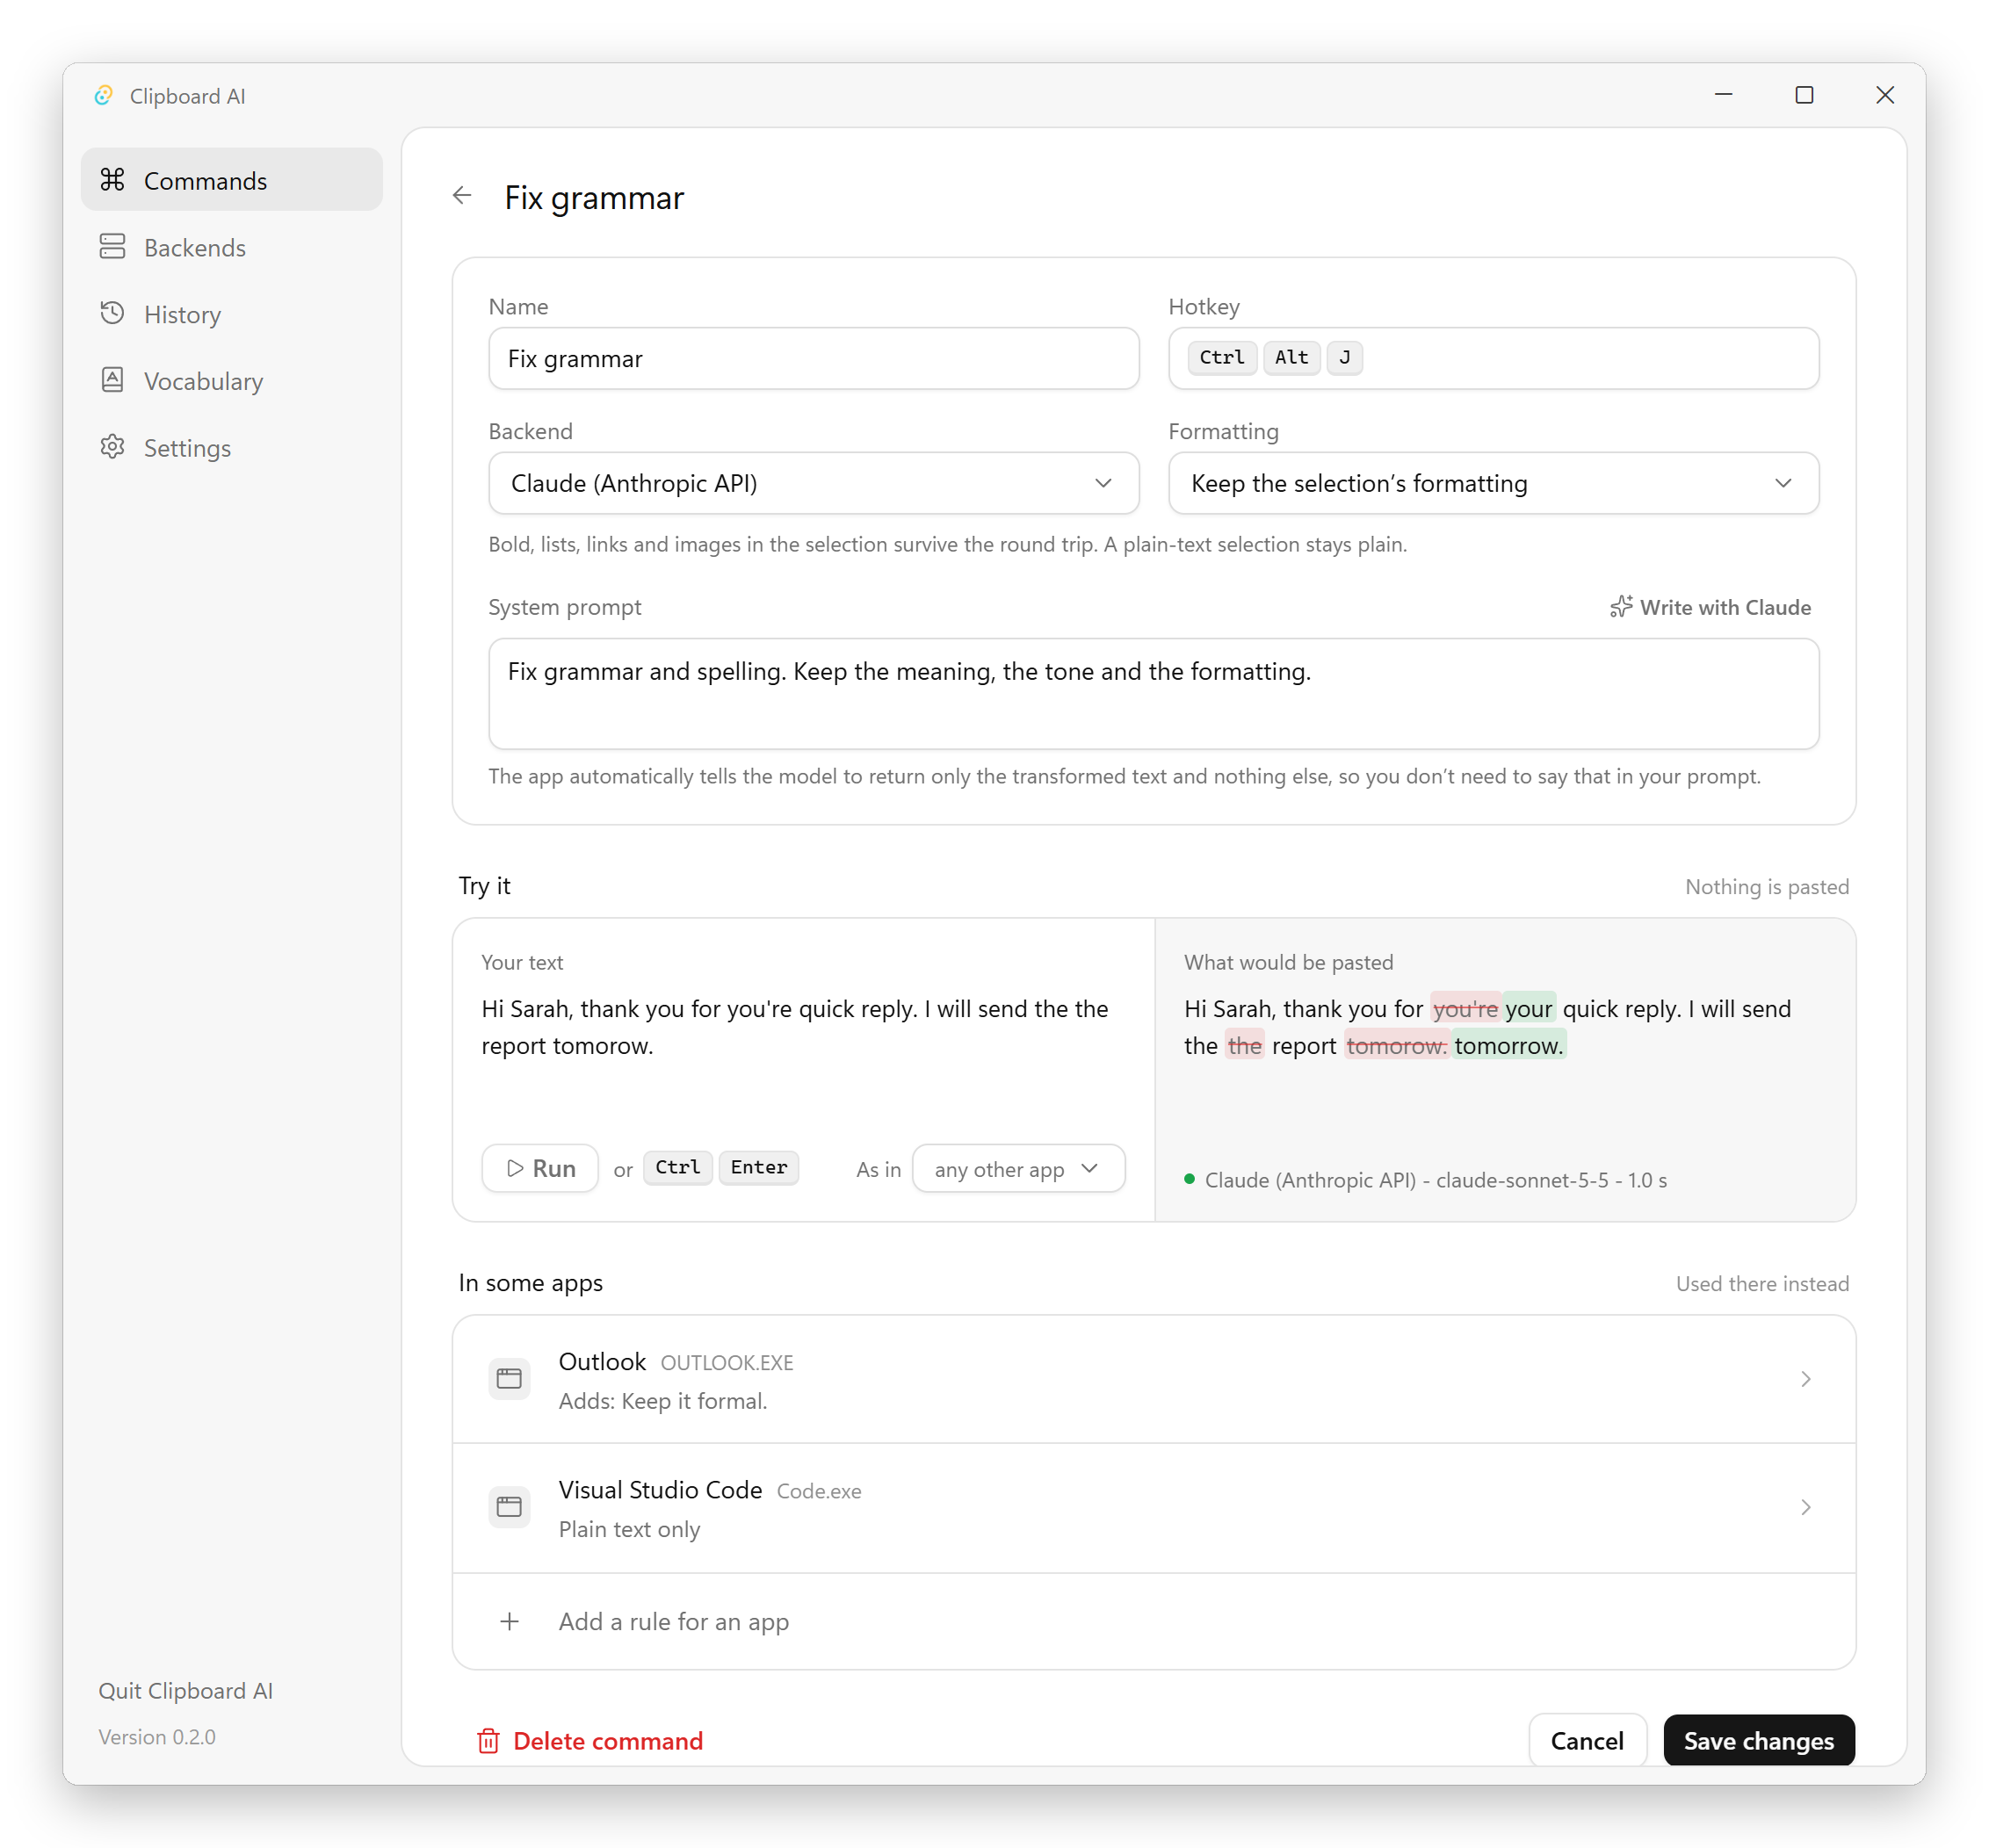 Clipboard AI
Commands
Backends
History
Vocabulary
Settings
Fix grammar
Name
Hotkey
Fix grammar
Ctrl Alt J
Backend
Formatting
Claude (Anthropic API)
Keep the selection’s formatting
Bold, lists, links and images in the selection survive the round trip. A plain-text selection stays plain.
System prompt
Write with Claude
Fix grammar and spelling. Keep the meaning, the tone and the formatting.
The app automatically tells the model to return only the transformed text and nothing else, so you don’t need to say that in your prompt.
Try it
Nothing is pasted
Your text
Hi Sarah, thank you for you're quick reply. I will send the the
report tomorow.
Run or Ctrl Enter
As in any other app
What would be pasted
Hi Sarah, thank you for you're your quick reply. I will send
the the report tomorow. tomorrow.
Claude (Anthropic API) - claude-sonnet-5-5 - 1.0 s
In some apps
Used there instead
Outlook OUTLOOK.EXE
Adds: Keep it formal.
Visual Studio Code Code.exe
Plain text only
Add a rule for an app
Quit Clipboard AI
Version 0.2.0
Delete command
Cancel
Save changes